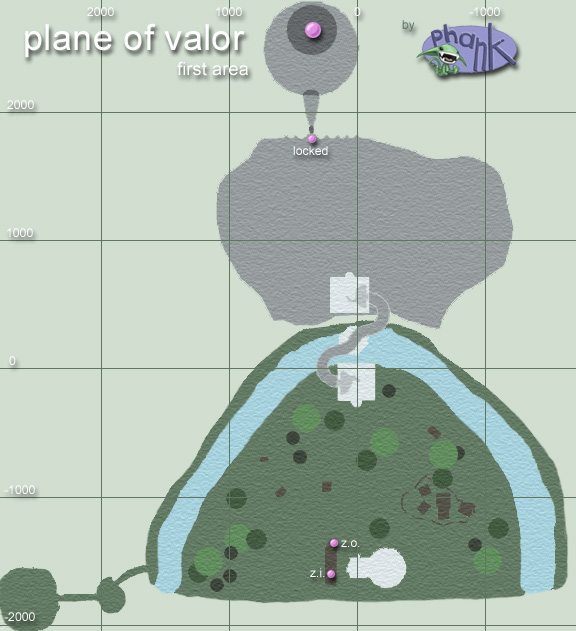 2000 1000 0 -1000
plane of valor
by phank
first area
2000
locked
1000
0
-1000
z.o.
z.i.
-2000